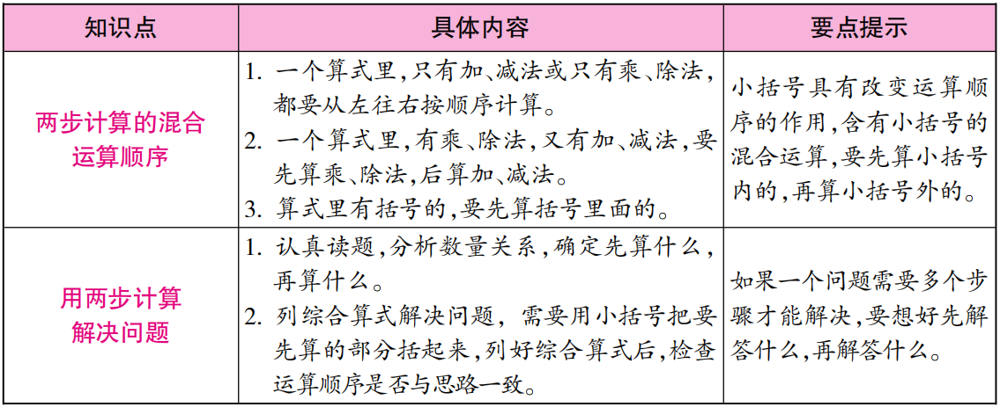 知识点
具体内容
要点提示
两步计算的混合
运算顺序
1. 一个算式里,只有加、减法或只有乘、除法,
都要从左往右按顺序计算。
2. 一个算式里,有乘、除法,又有加、减法,要
先算乘、除法,后算加、减法。
3. 算式里有括号的,要先算括号里面的。
小括号具有改变运算顺
序的作用,含有小括号的
混合运算,要先算小括号
内的,再算小括号外的。
用两步计算
解决问题
1. 认真读题,分析数量关系,确定先算什么,
再算什么。
2. 列综合算式解决问题, 需要用小括号把要
先算的部分括起来,列好综合算式后,检查
运算顺序是否与思路一致。
如果一个问题需要多个步
骤才能解决,要想好先解
答什么,再解答什么。